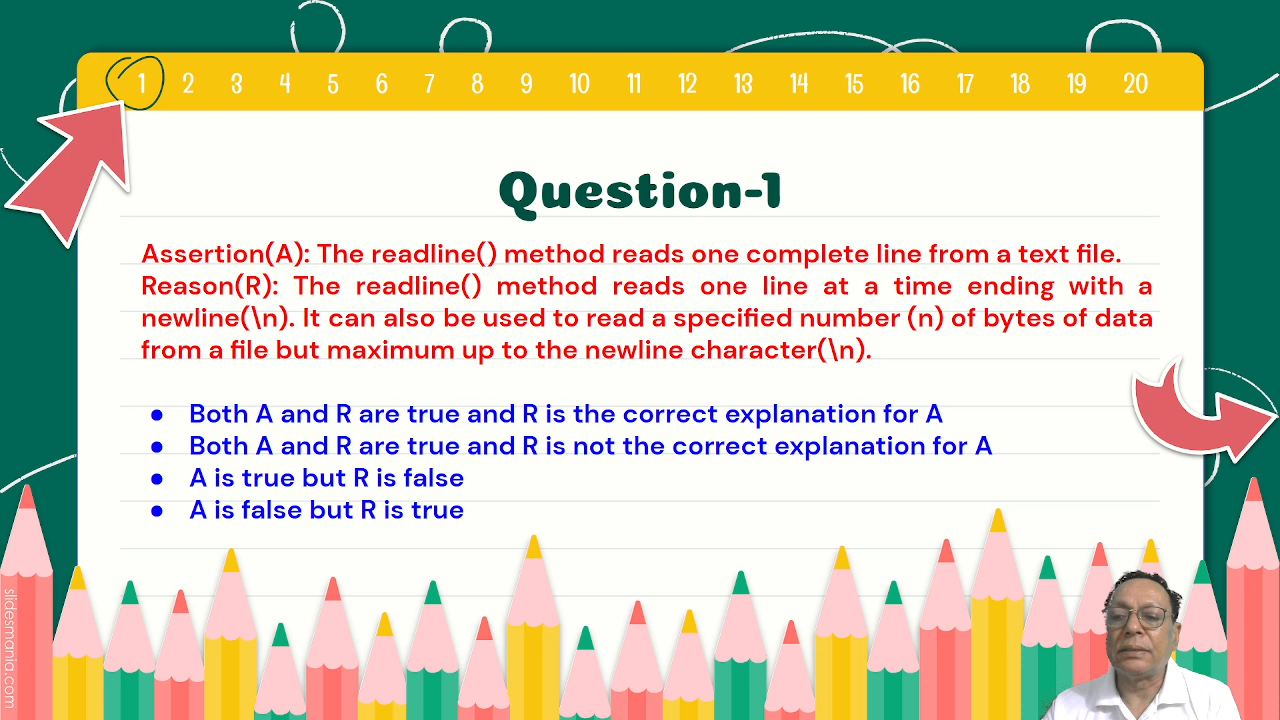 1 2 3 4 5 6 7 8 9 10 11 12 13 14 15 16 17 18 19 20
Question-1
Assertion(A): The readline() method reads one complete line from a text file.
Reason(R): The readline() method reads one line at a time ending with a
newline(\n). It can also be used to read a specified number (n) of bytes of data
from a file but maximum up to the newline character(\n).
● Both A and R are true and R is the correct explanation for A
● Both A and R are true and R is not the correct explanation for A
● A is true but R is false
● A is false but R is true
slidesmania.com